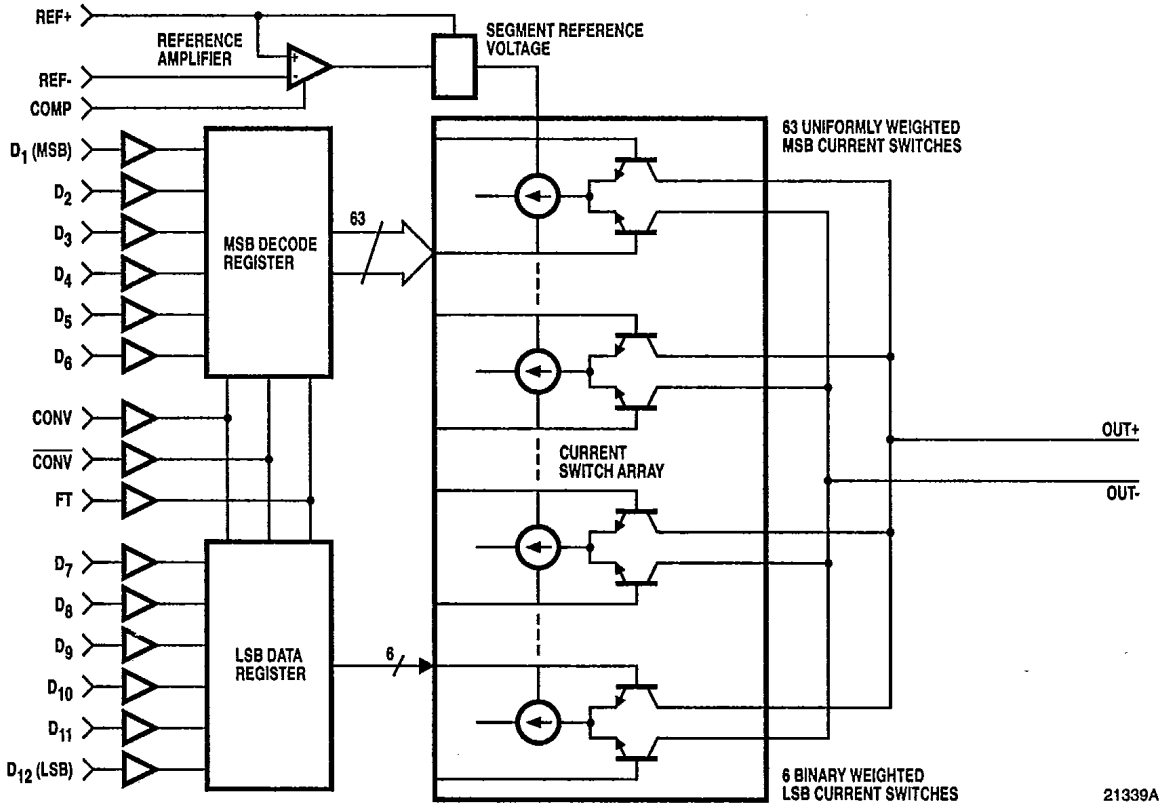 REF+
REFERENCE
AMPLIFIER
+
-
SEGMENT REFERENCE
VOLTAGE
REF-
COMP
63 UNIFORMLY WEIGHTED
MSB CURRENT SWITCHES
D1 (MSB)
D2
D3
D4
D5
D6
MSB DECODE
REGISTER
63
CONV
CONV
FT
CURRENT
SWITCH ARRAY
OUT+
OUT-
D7
D8
D9
D10
D11
D12 (LSB)
LSB DATA
REGISTER
6
6 BINARY WEIGHTED
LSB CURRENT SWITCHES
21339A